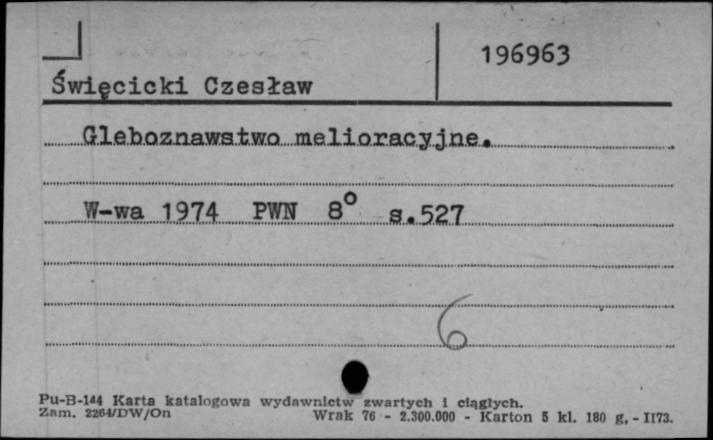 196963
Święcicki Czesław
Gleboznawstwo melioracyjne.
W-wa 1974 PWN 8° s.527
6
Pu-B-144 Karta katalogowa wydawnictw zwartych i ciągłych.
Zam. 2264/DW/On Wrak 76 - 2.300.000 - Karton 5 kl. 180 g, - II73.